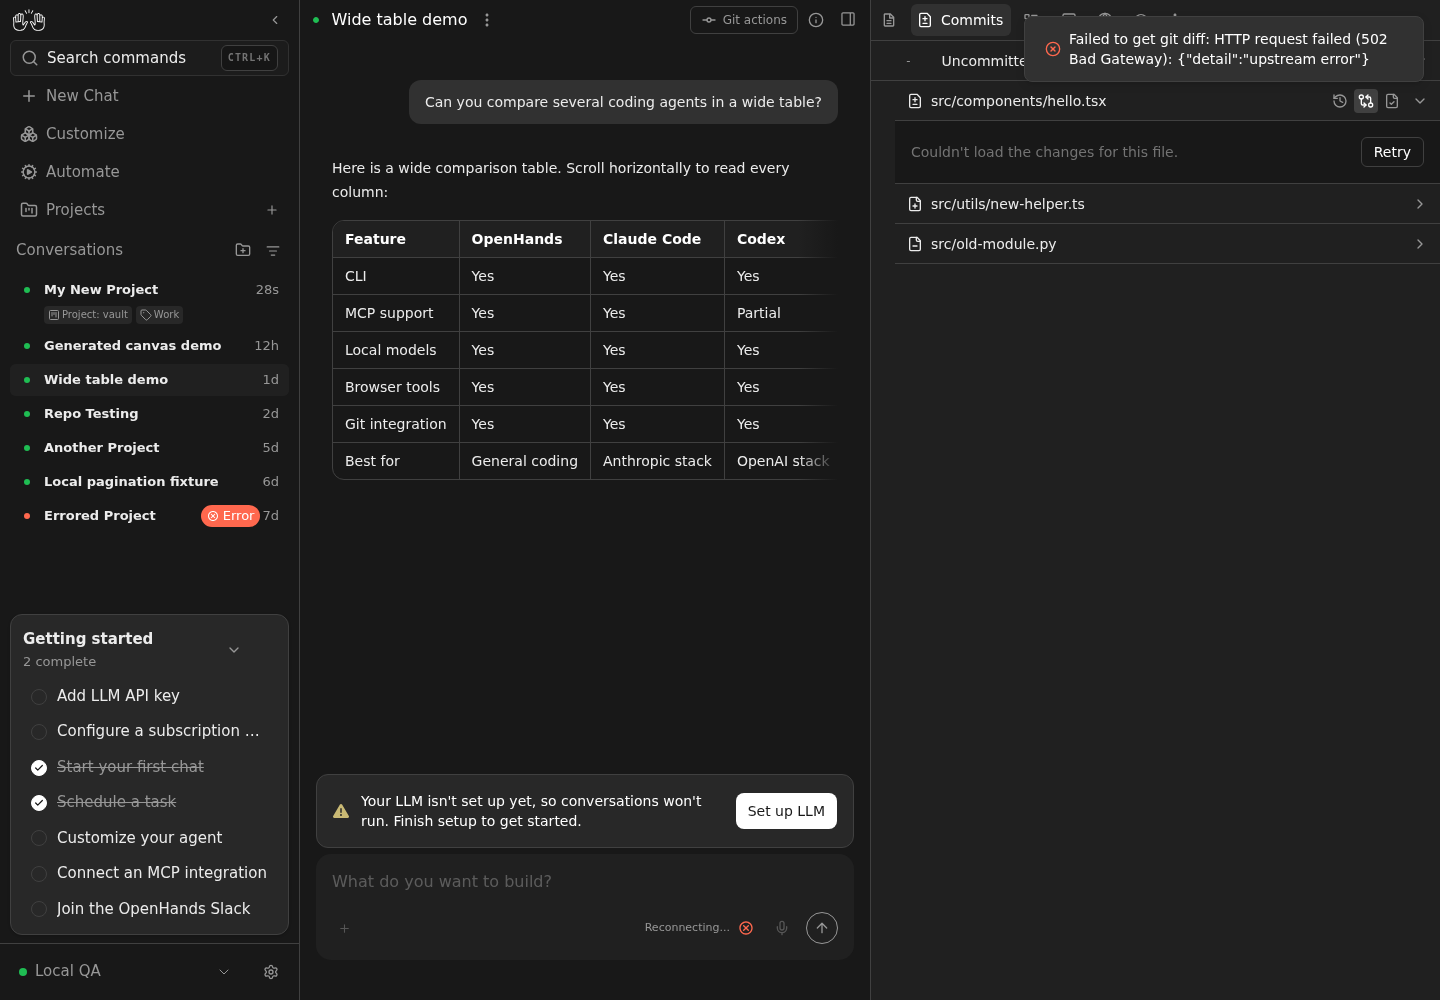 Search commands
CTRL+K
New Chat
Customize
Automate
Projects
Conversations
My New Project
28s
Project: vault
Work
Generated canvas demo
12h
Wide table demo
1d
Repo Testing
2d
Another Project
5d
Local pagination fixture
6d
Errored Project
Error
7d
Getting started
2 complete
Add LLM API key
Configure a subscription ...
Start your first chat
Schedule a task
Customize your agent
Connect an MCP integration
Join the OpenHands Slack
Local QA
Wide table demo
Git actions
Can you compare several coding agents in a wide table?
Here is a wide comparison table. Scroll horizontally to read every
column:
Feature OpenHands Claude Code Codex
CLI Yes Yes Yes
MCP support Yes Yes Partial
Local models Yes Yes Yes
Browser tools Yes Yes Yes
Git integration Yes Yes Yes
Best for General coding Anthropic stack OpenAI stack
Your LLM isn't set up yet, so conversations won't
run. Finish setup to get started.
Set up LLM
What do you want to build?
Reconnecting...
Commits
Failed to get git diff: HTTP request failed (502
Bad Gateway): {"detail":"upstream error"}
- Uncommitte
src/components/hello.tsx
Couldn't load the changes for this file.
Retry
src/utils/new-helper.ts
src/old-module.py